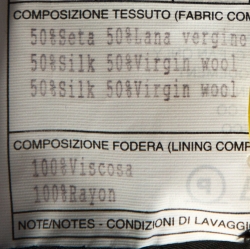 COMPOSIZIONE TESSUTO (FABRIC COM
50%Seta 50%Lana vergine
50%Silk 50%Virgin wool
50%Silk 50%Virgin wool
COMPOSIZIONE FODERA (LINING COMP
100%Viscosa
100%Rayon
P
NOTE/NOTES - CONDIZIONI DI LAVAGGI